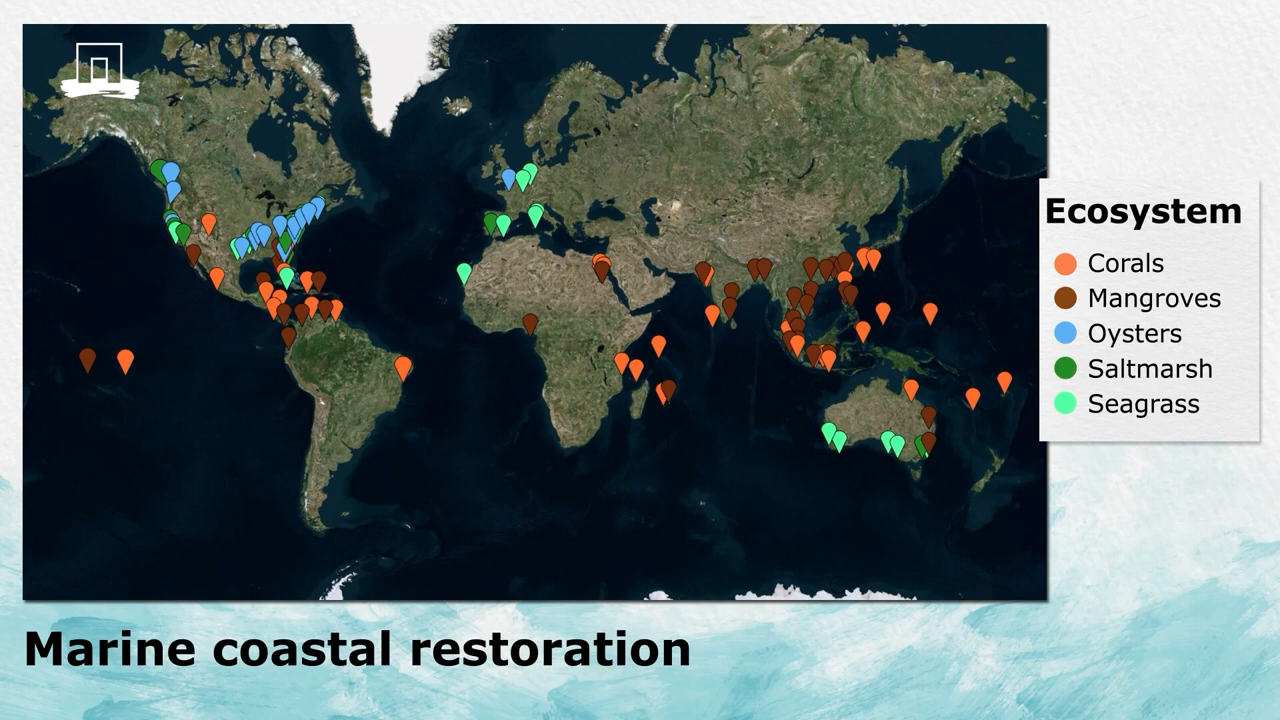 Ecosystem
Corals
Mangroves
Oysters
Saltmarsh
Seagrass
Marine coastal restoration